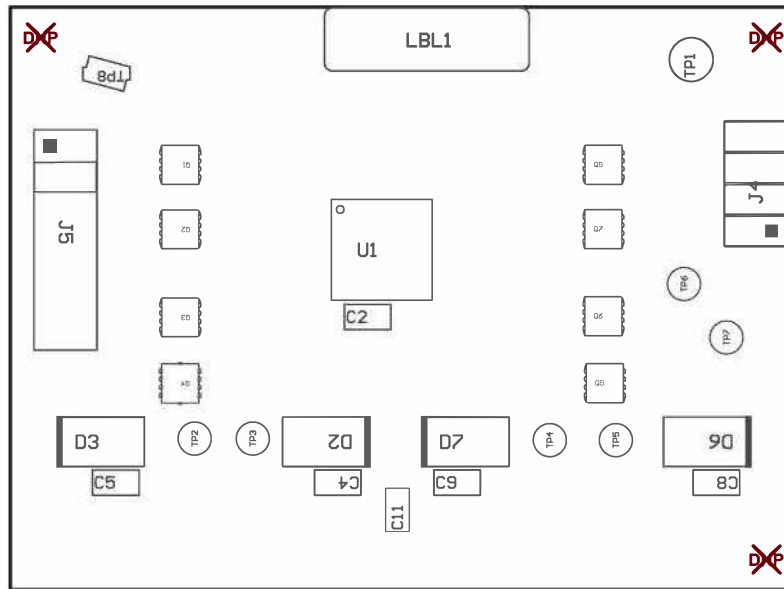 DNP
LBL1
DNP
TP8
TP1
Q1
J4
J5
Q2
Q7
U1
TP6
C2
Q3
Q6
TP7
Q4
Q5
D3
TP2
TP3
D2
D7
TP4
TP5
D6
C5
C4
C9
C8
C11
DNP